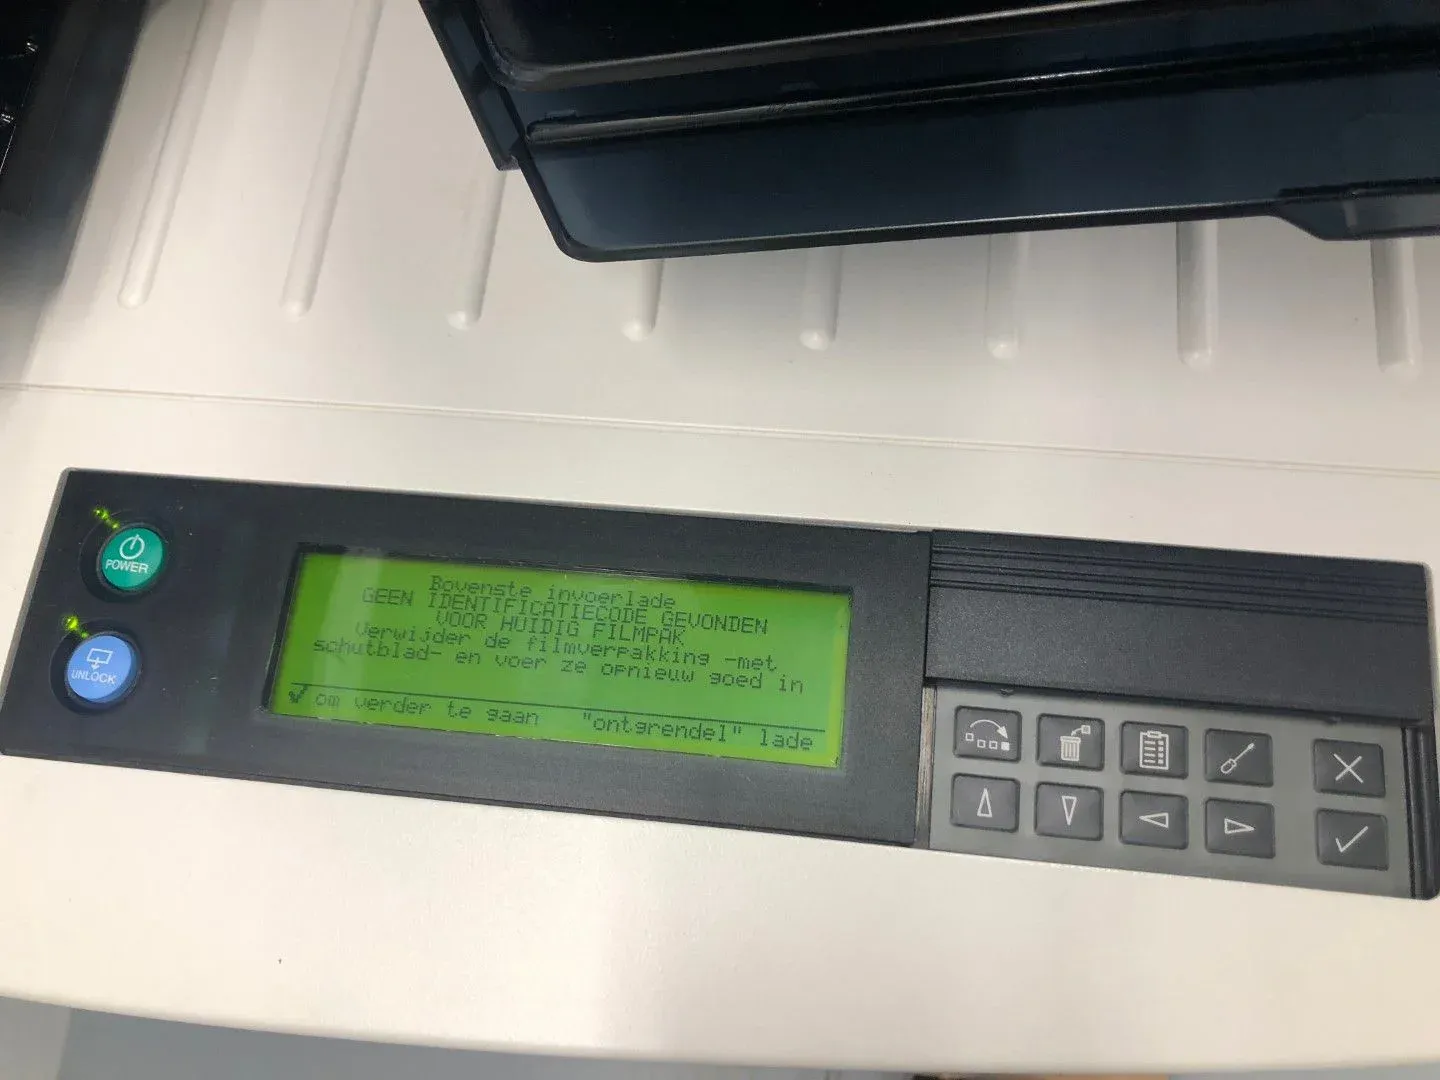 POWER
UNLOCK
Bovenste invoerlade
GEEN IDENTIFICATIECODE GEVONDEN
VOOR HUIDIG FILMPAK
Verwijder de filmverpakking -met
schutblad- en voer ze opnieuw goed in
✓ om verder te gaan "ontgrendel" lade